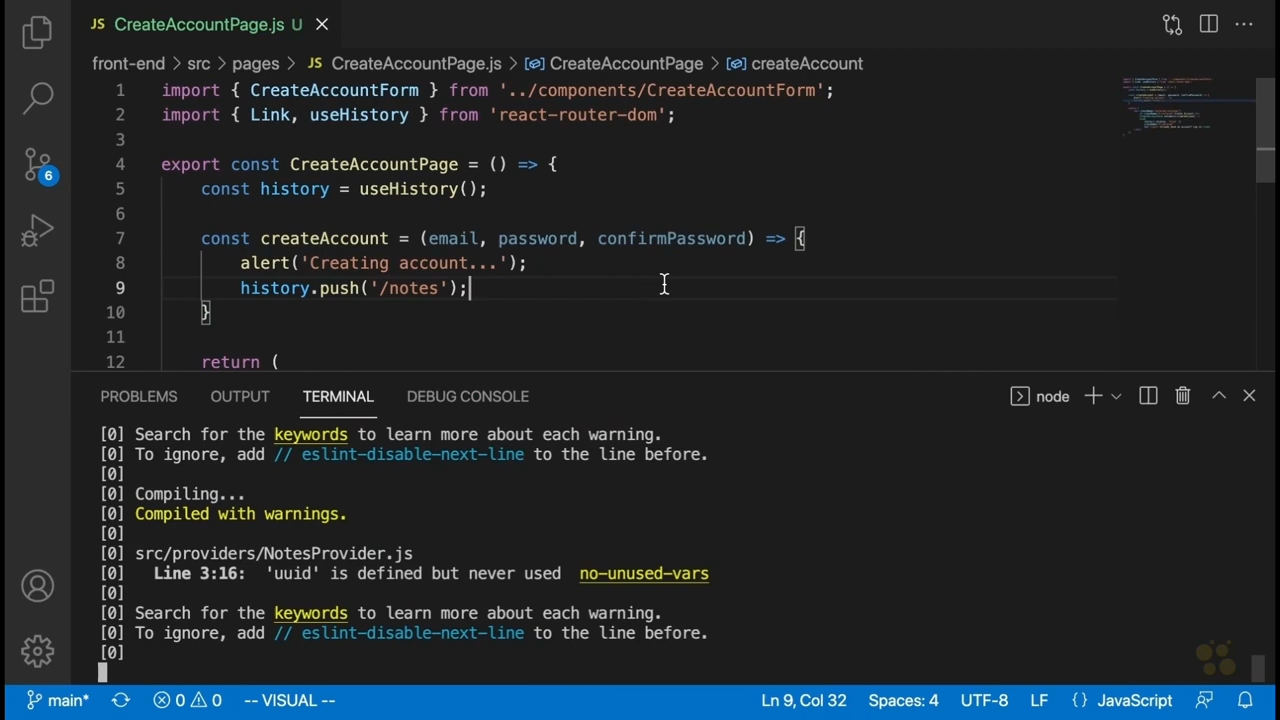 JS CreateAccountPage.js U
front-end > src > pages > JS CreateAccountPage.js > CreateAccountPage > createAccount
1 import { CreateAccountForm } from '../components/CreateAccountForm';
2 import { Link, useHistory } from 'react-router-dom';
3
4 export const CreateAccountPage = () => {
5 const history = useHistory();
6
7 const createAccount = (email, password, confirmPassword) => {
8 alert('Creating account...');
9 history.push('/notes');
10 }
11
12 return (
6
PROBLEMS OUTPUT TERMINAL DEBUG CONSOLE node
[0] Search for the keywords to learn more about each warning.
[0] To ignore, add // eslint-disable-next-line to the line before.
[0]
[0] Compiling...
[0] Compiled with warnings.
[0]
[0] src/providers/NotesProvider.js
[0] Line 3:16: 'uuid' is defined but never used no-unused-vars
[0]
[0] Search for the keywords to learn more about each warning.
[0] To ignore, add // eslint-disable-next-line to the line before.
[0]
main* 0 0 -- VISUAL -- Ln 9, Col 32 Spaces: 4 UTF-8 LF {} JavaScript